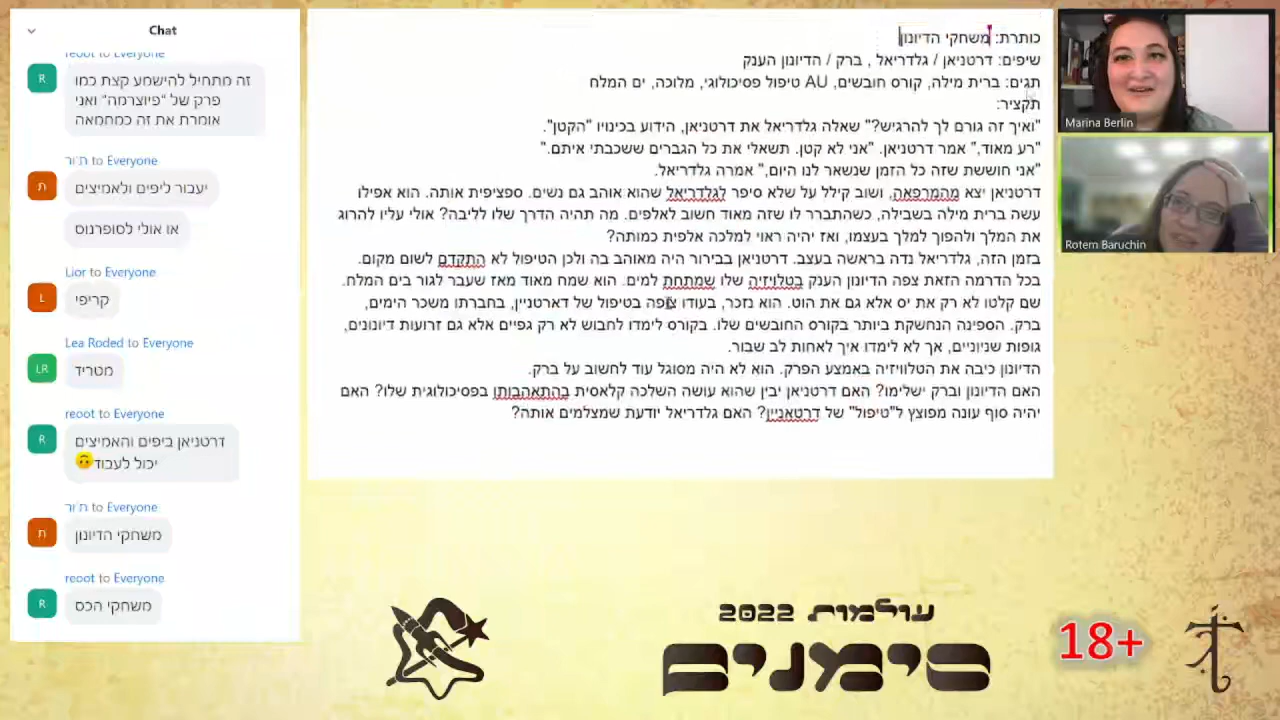 Chat
reoot to Everyone
R
זה מתחיל להישמע קצת כמו
פרק של "פיוצרמה" ואני
אומרת את זה כמחמאה
ת'ור to Everyone
ת
יעבור ליפים ולאמיצים
או אולי לסופרנוס
Lior to Everyone
L
קריפי
Lea Roded to Everyone
LR
מטריד
reoot to Everyone
R
דרטניאן ביפים והאמיצים
יכול לעבוד🙃
ת'ור to Everyone
ת
משחקי הדיונון
reoot to Everyone
R
משחקי הכס
כותרת: משחקי הדיונון
שיפים: דרטניאן / גלדריאל , ברק / הדיונון הענק
תגים: ברית מילה, קורס חובשים, AU טיפול פסיכולוגי, מלוכה, ים המלח
תקציר:
"ואיך זה גורם לך להרגיש?" שאלה גלדריאל את דרטניאן, הידוע בכינויו "הקטן".
"רע מאוד," אמר דרטניאן. "אני לא קטן. תשאלי את כל הגברים ששכבתי איתם."
"אני חוששת שזה כל הזמן שנשאר לנו היום," אמרה גלדריאל.
דרטניאן יצא מהמרפאה, ושוב קילל על שלא סיפר לגלדריאל שהוא אוהב גם נשים. ספציפית אותה. הוא אפילו
עשה ברית מילה בשבילה, כשהתברר לו שזה מאוד חשוב לאלפים. מה תהיה הדרך שלו לליבה? אולי עליו להרוג
את המלך ולהפוך למלך בעצמו, ואז יהיה ראוי למלכה אלפית כמותה?
בזמן הזה, גלדריאל נדה בראשה בעצב. דרטניאן בבירור היה מאוהב בה ולכן הטיפול לא התקדם לשום מקום.
בכל הדרמה הזאת צפה הדיונון הענק בטלויזיה שלו שמתחת למים. הוא שמח מאוד מאז שעבר לגור בים המלח.
שם קלטו לא רק את יס אלא גם את הוט. הוא נזכר, בעודו צופה בטיפול של דארטניין, בחברתו משכר הימים,
ברק. הספינה הנחשקת ביותר בקורס החובשים שלו. בקורס לימדו לחבוש לא רק גפיים אלא גם זרועות דיונונים,
גופות שניוניים, אך לא לימדו איך לאחות לב שבור.
הדיונון כיבה את הטלוויזיה באמצע הפרק. הוא לא היה מסוגל עוד לחשוב על ברק.
האם הדיונון וברק ישלימו? האם דרטניאן יבין שהוא עושה השלכה קלאסית בהתאהבותו בפסיכולוגית שלו? האם
יהיה סוף עונה מפוצץ ל"טיפול" של דרטאניין? האם גלדריאל יודעת שמצלמים אותה?
Marina Berlin
Rotem Baruchin
עולמות 2022
סימנים
18+